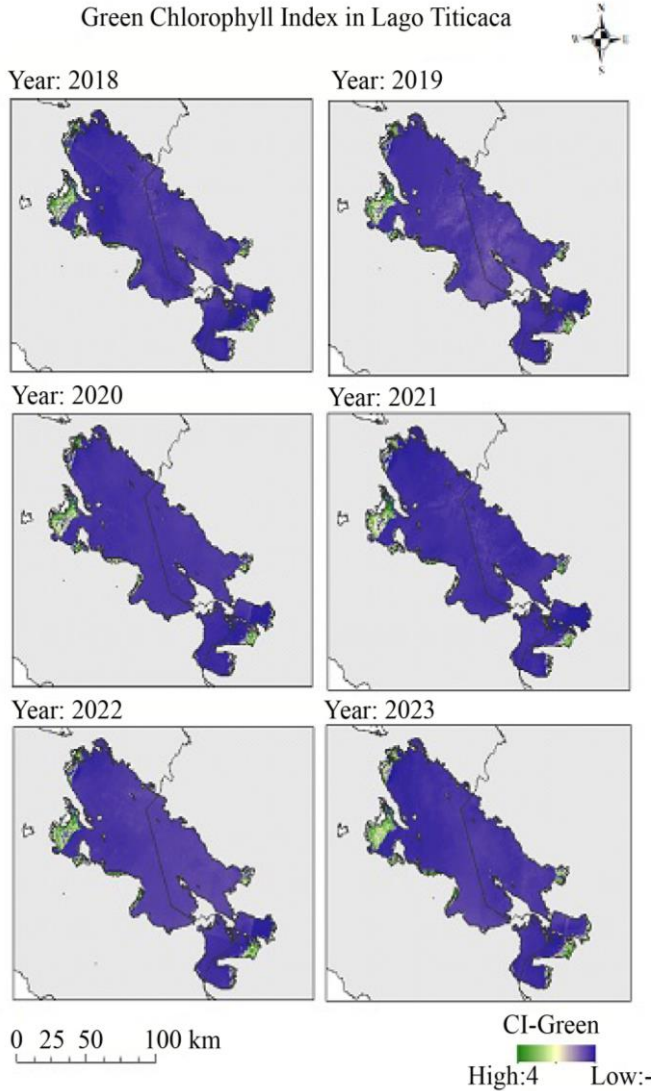 Green Chlorophyll Index in Lago Titicaca
N
W E
S
Year: 2018 Year: 2019
Year: 2020 Year: 2021
Year: 2022 Year: 2023
0 25 50 100 km
CI-Green
High:4 Low:-